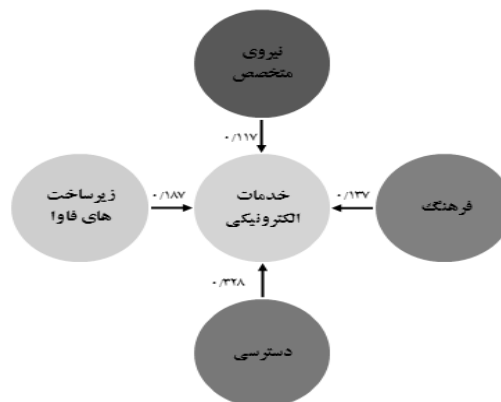 نیروی
متخصص
۰/۱۱۷
زیرساخت
های فاوا
۰/۱۸۷
خدمات
الکترونیکی
۰/۱۳۷
فرهنگ
۰/۳۲۸
دسترسی